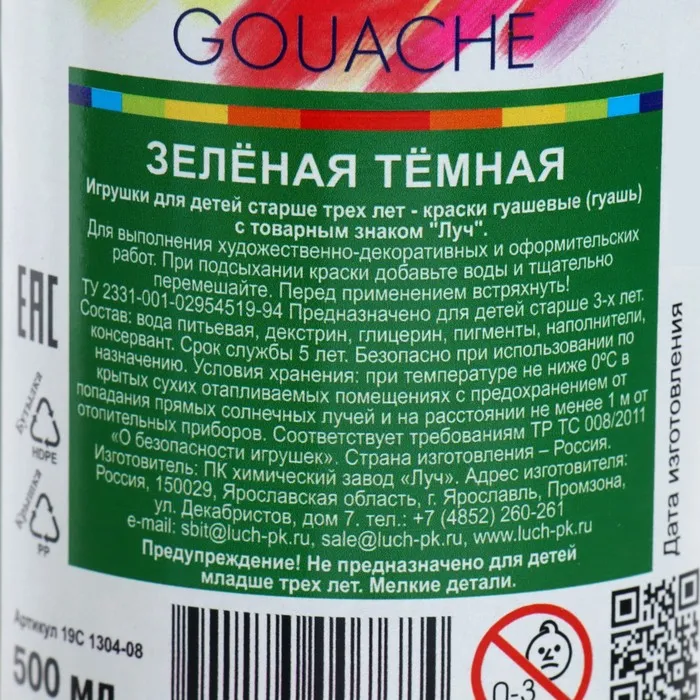 GOUACHE
ЗЕЛЁНАЯ ТЁМНАЯ
Игрушки для детей старше трех лет - краски гуашевые (гуашь)
с товарным знаком "Луч".
Для выполнения художественно-декоративных и оформительских
работ. При подсыхании краски добавьте воды и тщательно
перемешайте. Перед применением встряхнуть!
ТУ 2331-001-02954519-94 Предназначено для детей старше 3-х лет.
Состав: вода питьевая, декстрин, глицерин, пигменты, наполнители,
консервант. Срок службы 5 лет. Безопасно при использовании по
назначению. Условия хранения: при температуре не ниже 0°С в
крытых сухих отапливаемых помещениях с предохранением от
попадания прямых солнечных лучей и на расстоянии не менее 1 м от
отопительных приборов. Соответствует требованиям ТР ТС 008/2011
«О безопасности игрушек». Страна изготовления – Россия.
Изготовитель: ПК химический завод «Луч». Адрес изготовителя:
Россия, 150029, Ярославская область, г. Ярославль, Промзона,
ул. Декабристов, дом 7. тел.: +7 (4852) 260-261
e-mail: sbit@luch-pk.ru, sale@luch-pk.ru, www.luch-pk.ru
Предупреждение! Не предназначено для детей
младше трех лет. Мелкие детали.
EAC
Бутылка
HDPE
Крышка
PP
Артикул 19С 1304-08
500 мл
0-3
Дата изготовления